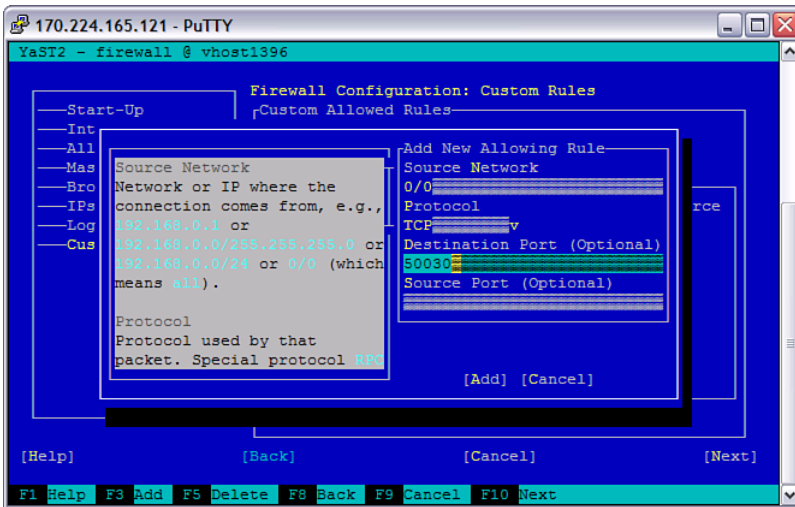 170.224.165.121 - PuTTY
YaST2 - firewall @ vhost1396
Firewall Configuration: Custom Rules
Start-Up
Custom Allowed Rules
Int
All
Mas
Bro
IPs
Log
Cus
rce
Source Network
Network or IP where the
connection comes from, e.g.,
192.168.0.1 or
192.168.0.0/255.255.255.0 or
192.168.0.0/24 or 0/0 (which
means all).
Protocol
Protocol used by that
packet. Special protocol RPC
Add New Allowing Rule
Source Network
0/0
Protocol
TCP v
Destination Port (Optional)
50030
Source Port (Optional)
[Add] [Cancel]
[Help] [Back] [Cancel] [Next]
F1 Help F3 Add F5 Delete F8 Back F9 Cancel F10 Next